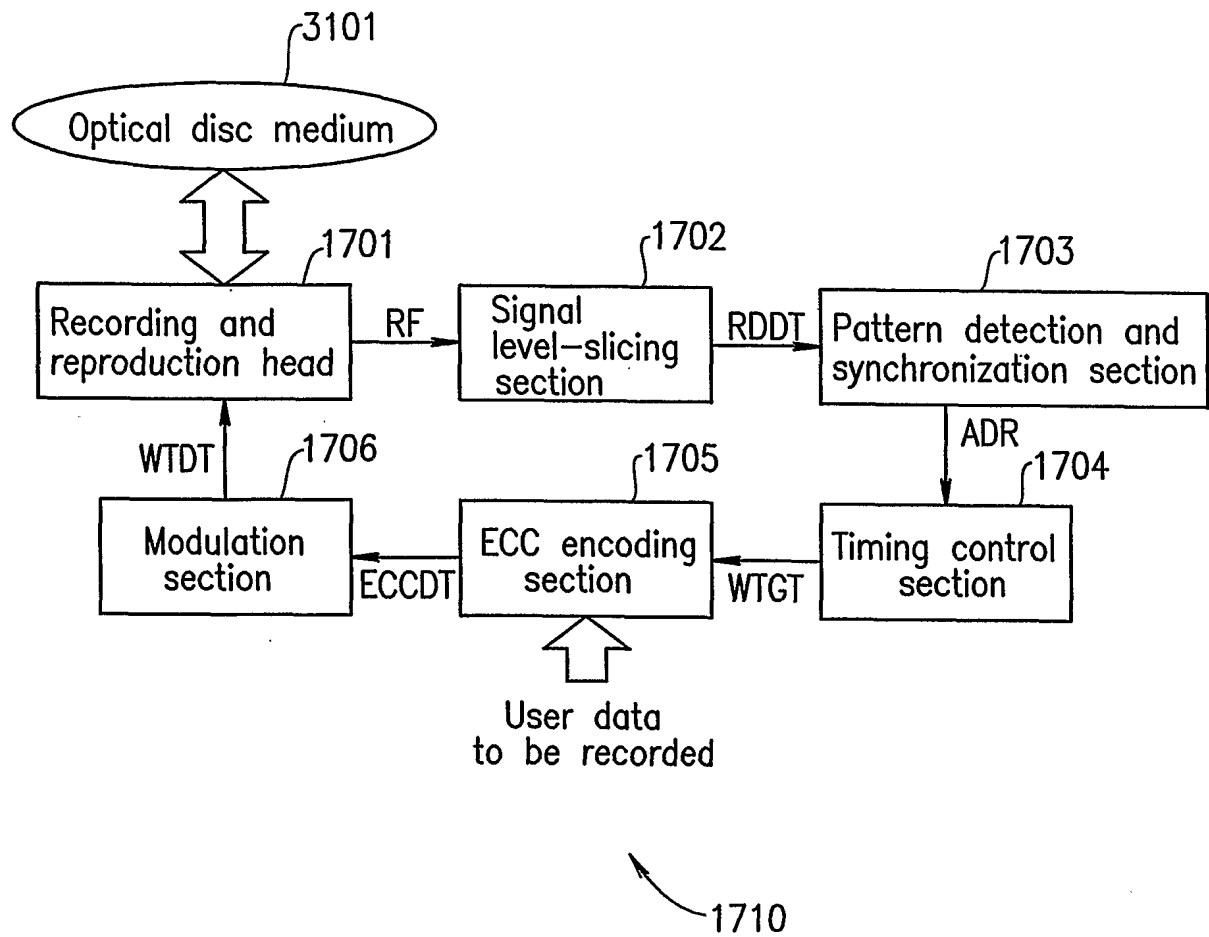 3101
Optical disc medium
1701
1702
1703
Recording and
reproduction head
RF
Signal
level-slicing
section
RDDT
Pattern detection and
synchronization section
WTDT
1706
1705
ADR
1704
Modulation
section
ECCDT
ECC encoding
section
WTGT
Timing control
section
User data
to be recorded
1710